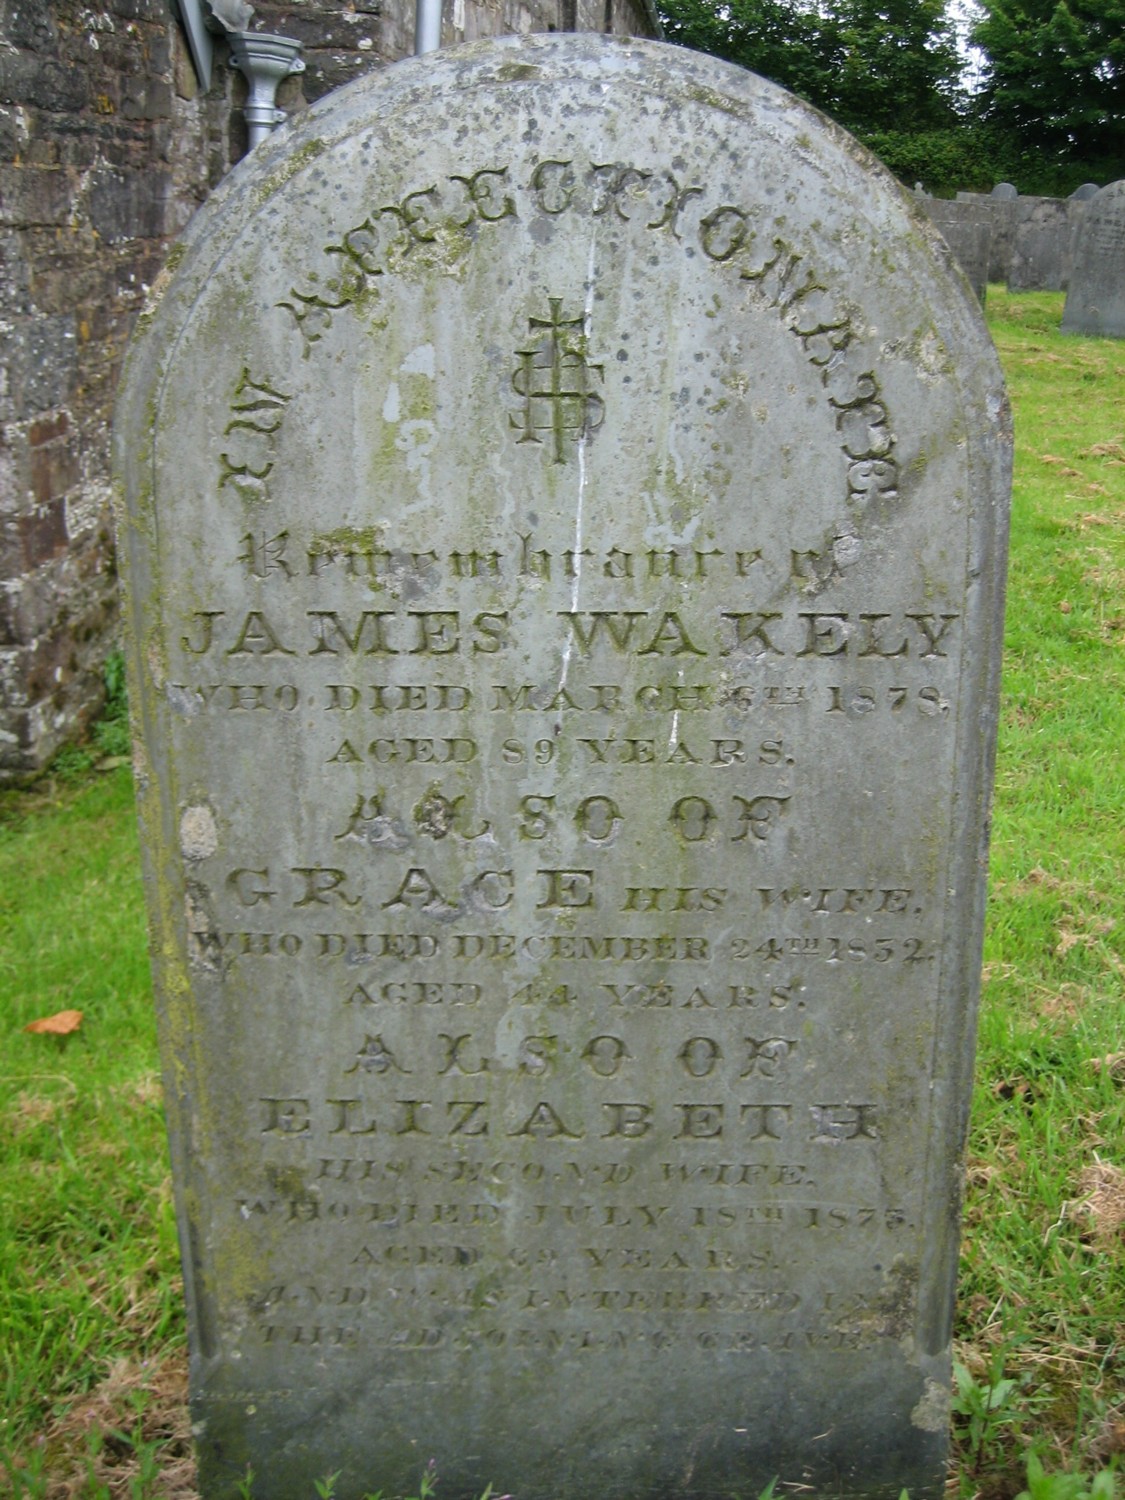 IN AFFECTIONATE
IHS
Remembrance of
JAMES WAKELY
WHO DIED MARCH 6TH 1878,
AGED 89 YEARS.
ALSO OF
GRACE HIS WIFE,
WHO DIED DECEMBER 24TH 1832,
AGED 44 YEARS.
ALSO OF
ELIZABETH
HIS SECOND WIFE,
WHO DIED JULY 18TH 1875,
AGED 69 YEARS.
AND WAS INTERRED IN
THE ADJOINING GRAVE.